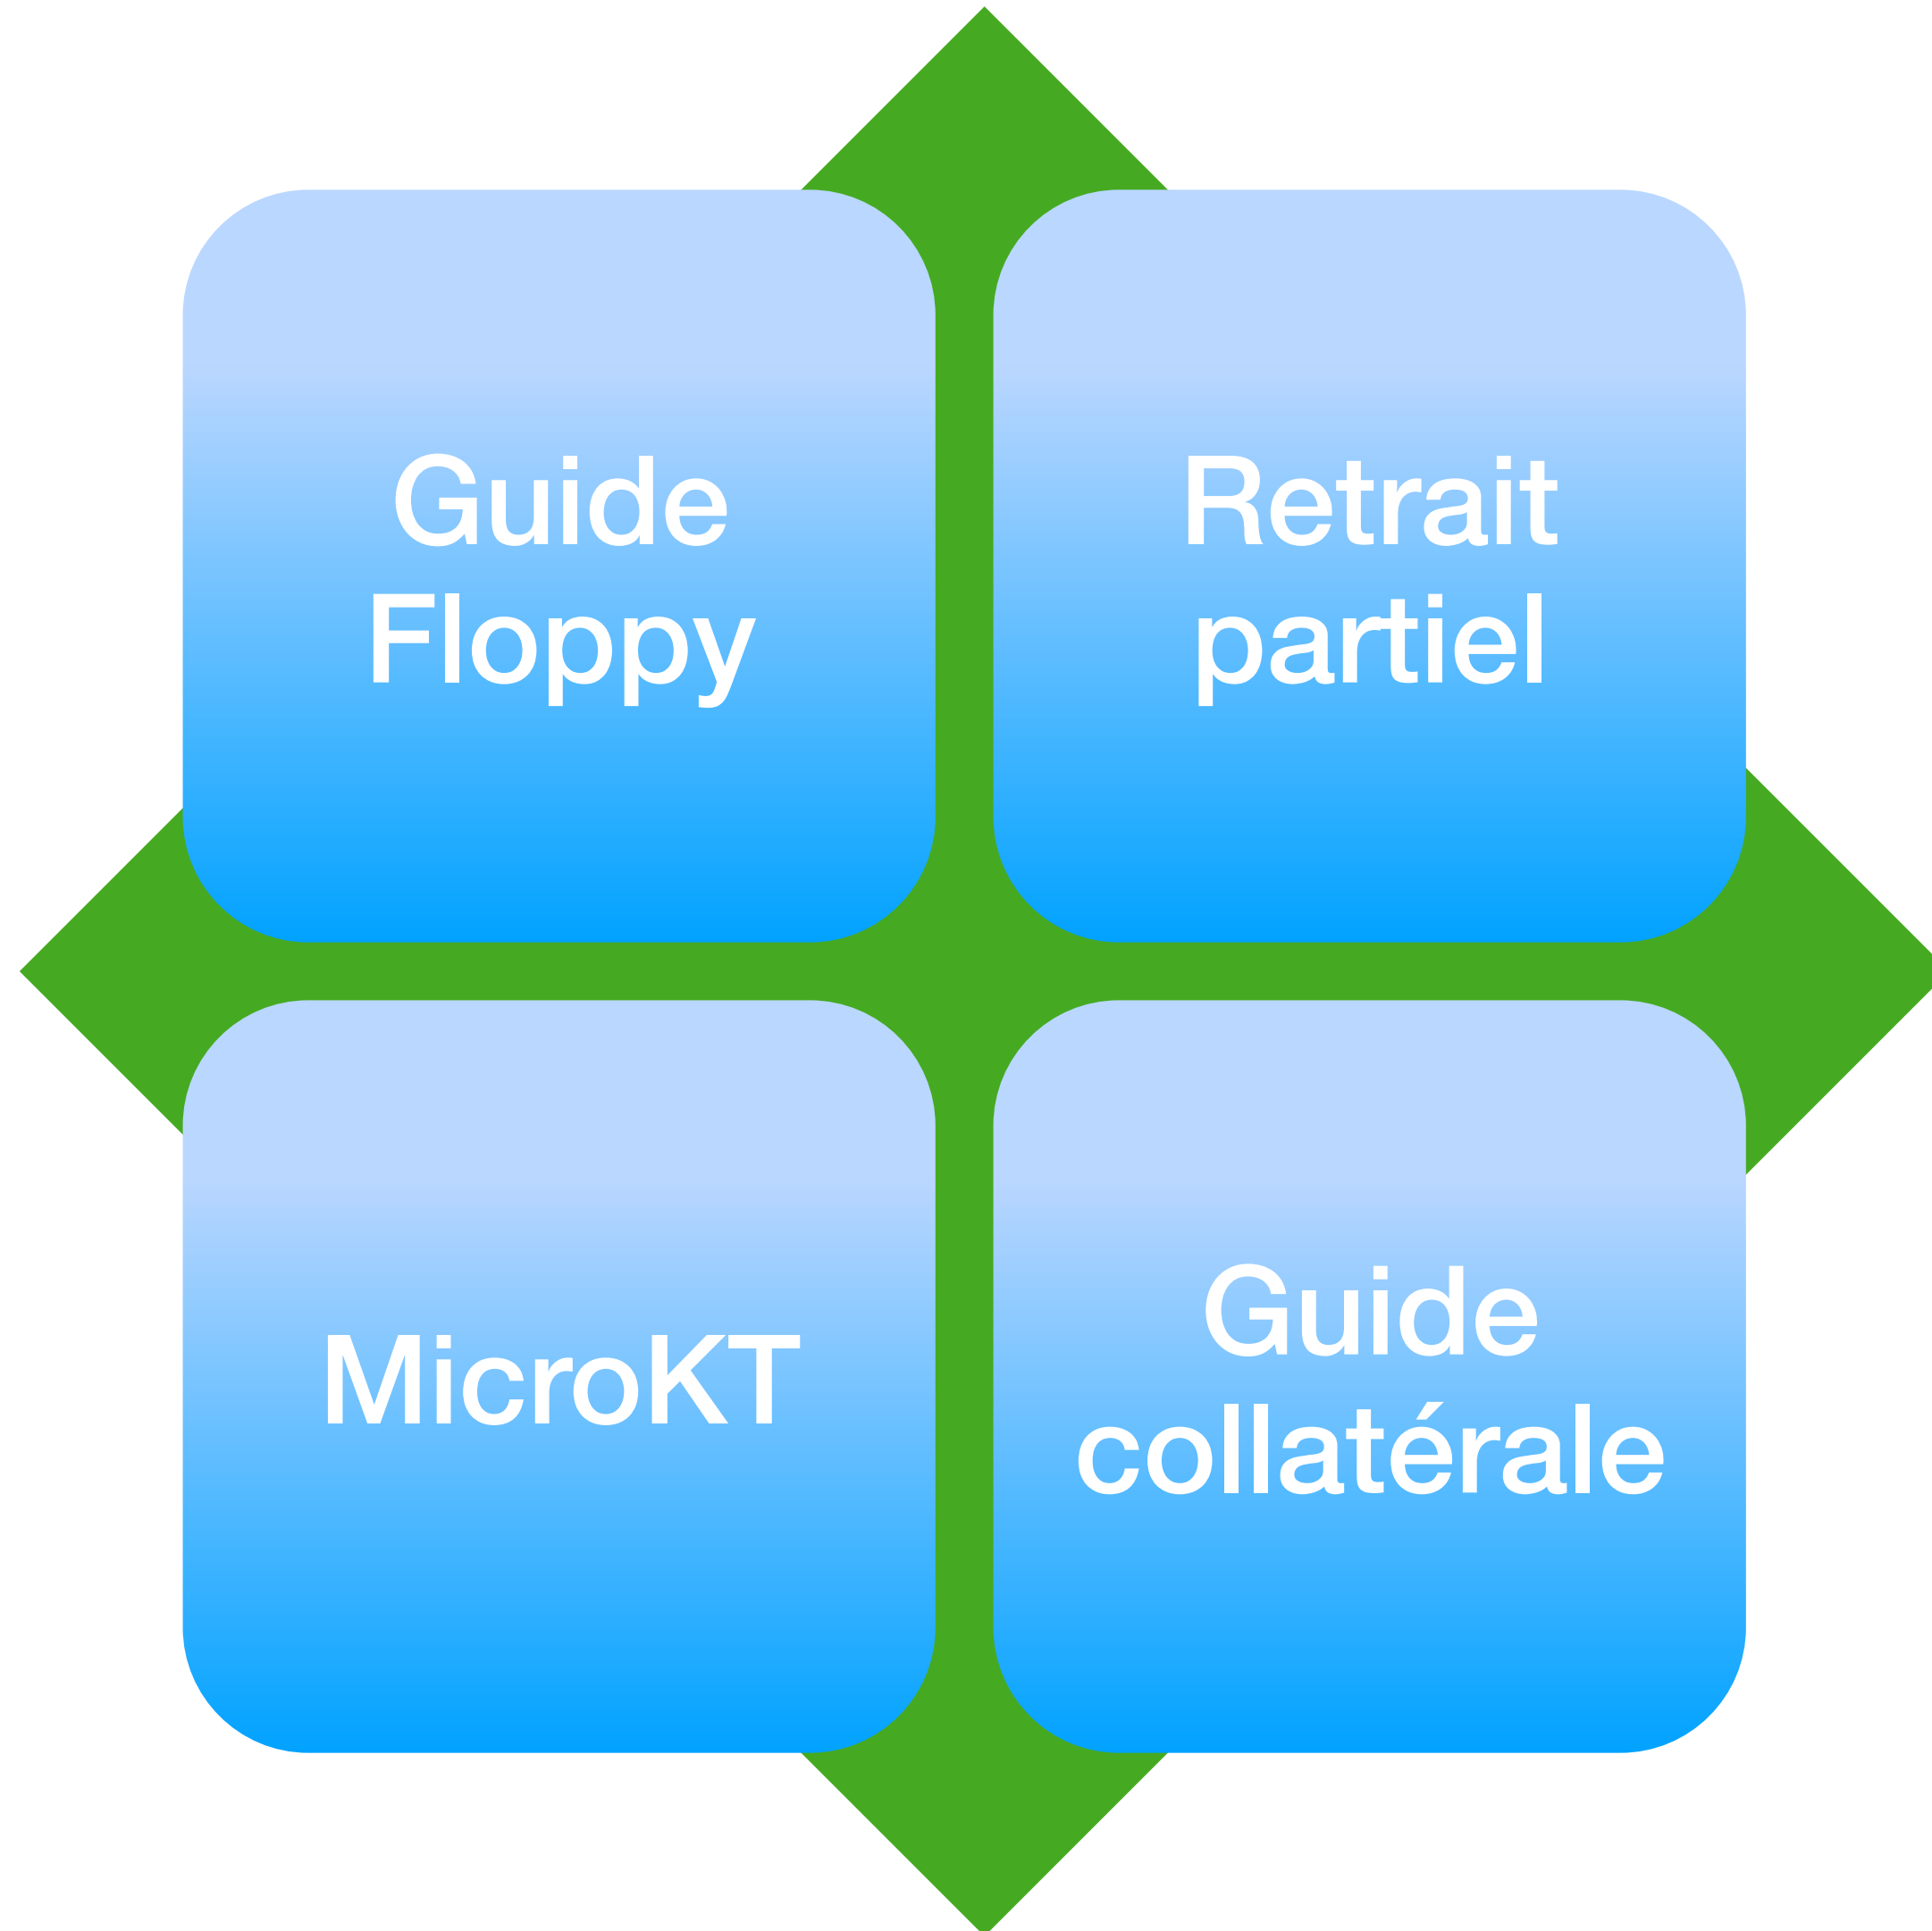 Guide
Floppy
Retrait
partiel
MicroKT
Guide
collatérale